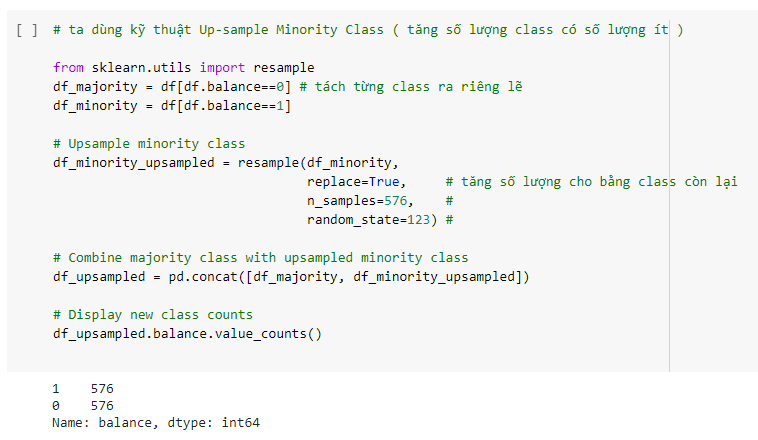 [ ] # ta dùng kỹ thuật Up-sample Minority Class ( tăng số lượng class có số lượng ít )
from sklearn.utils import resample
df_majority = df[df.balance==0] # tách từng class ra riêng lẽ
df_minority = df[df.balance==1]
# Upsample minority class
df_minority_upsampled = resample(df_minority,
replace=True, # tăng số lượng cho bằng class còn lại
n_samples=576, #
random_state=123) #
# Combine majority class with upsampled minority class
df_upsampled = pd.concat([df_majority, df_minority_upsampled])
# Display new class counts
df_upsampled.balance.value_counts()
1 576
0 576
Name: balance, dtype: int64